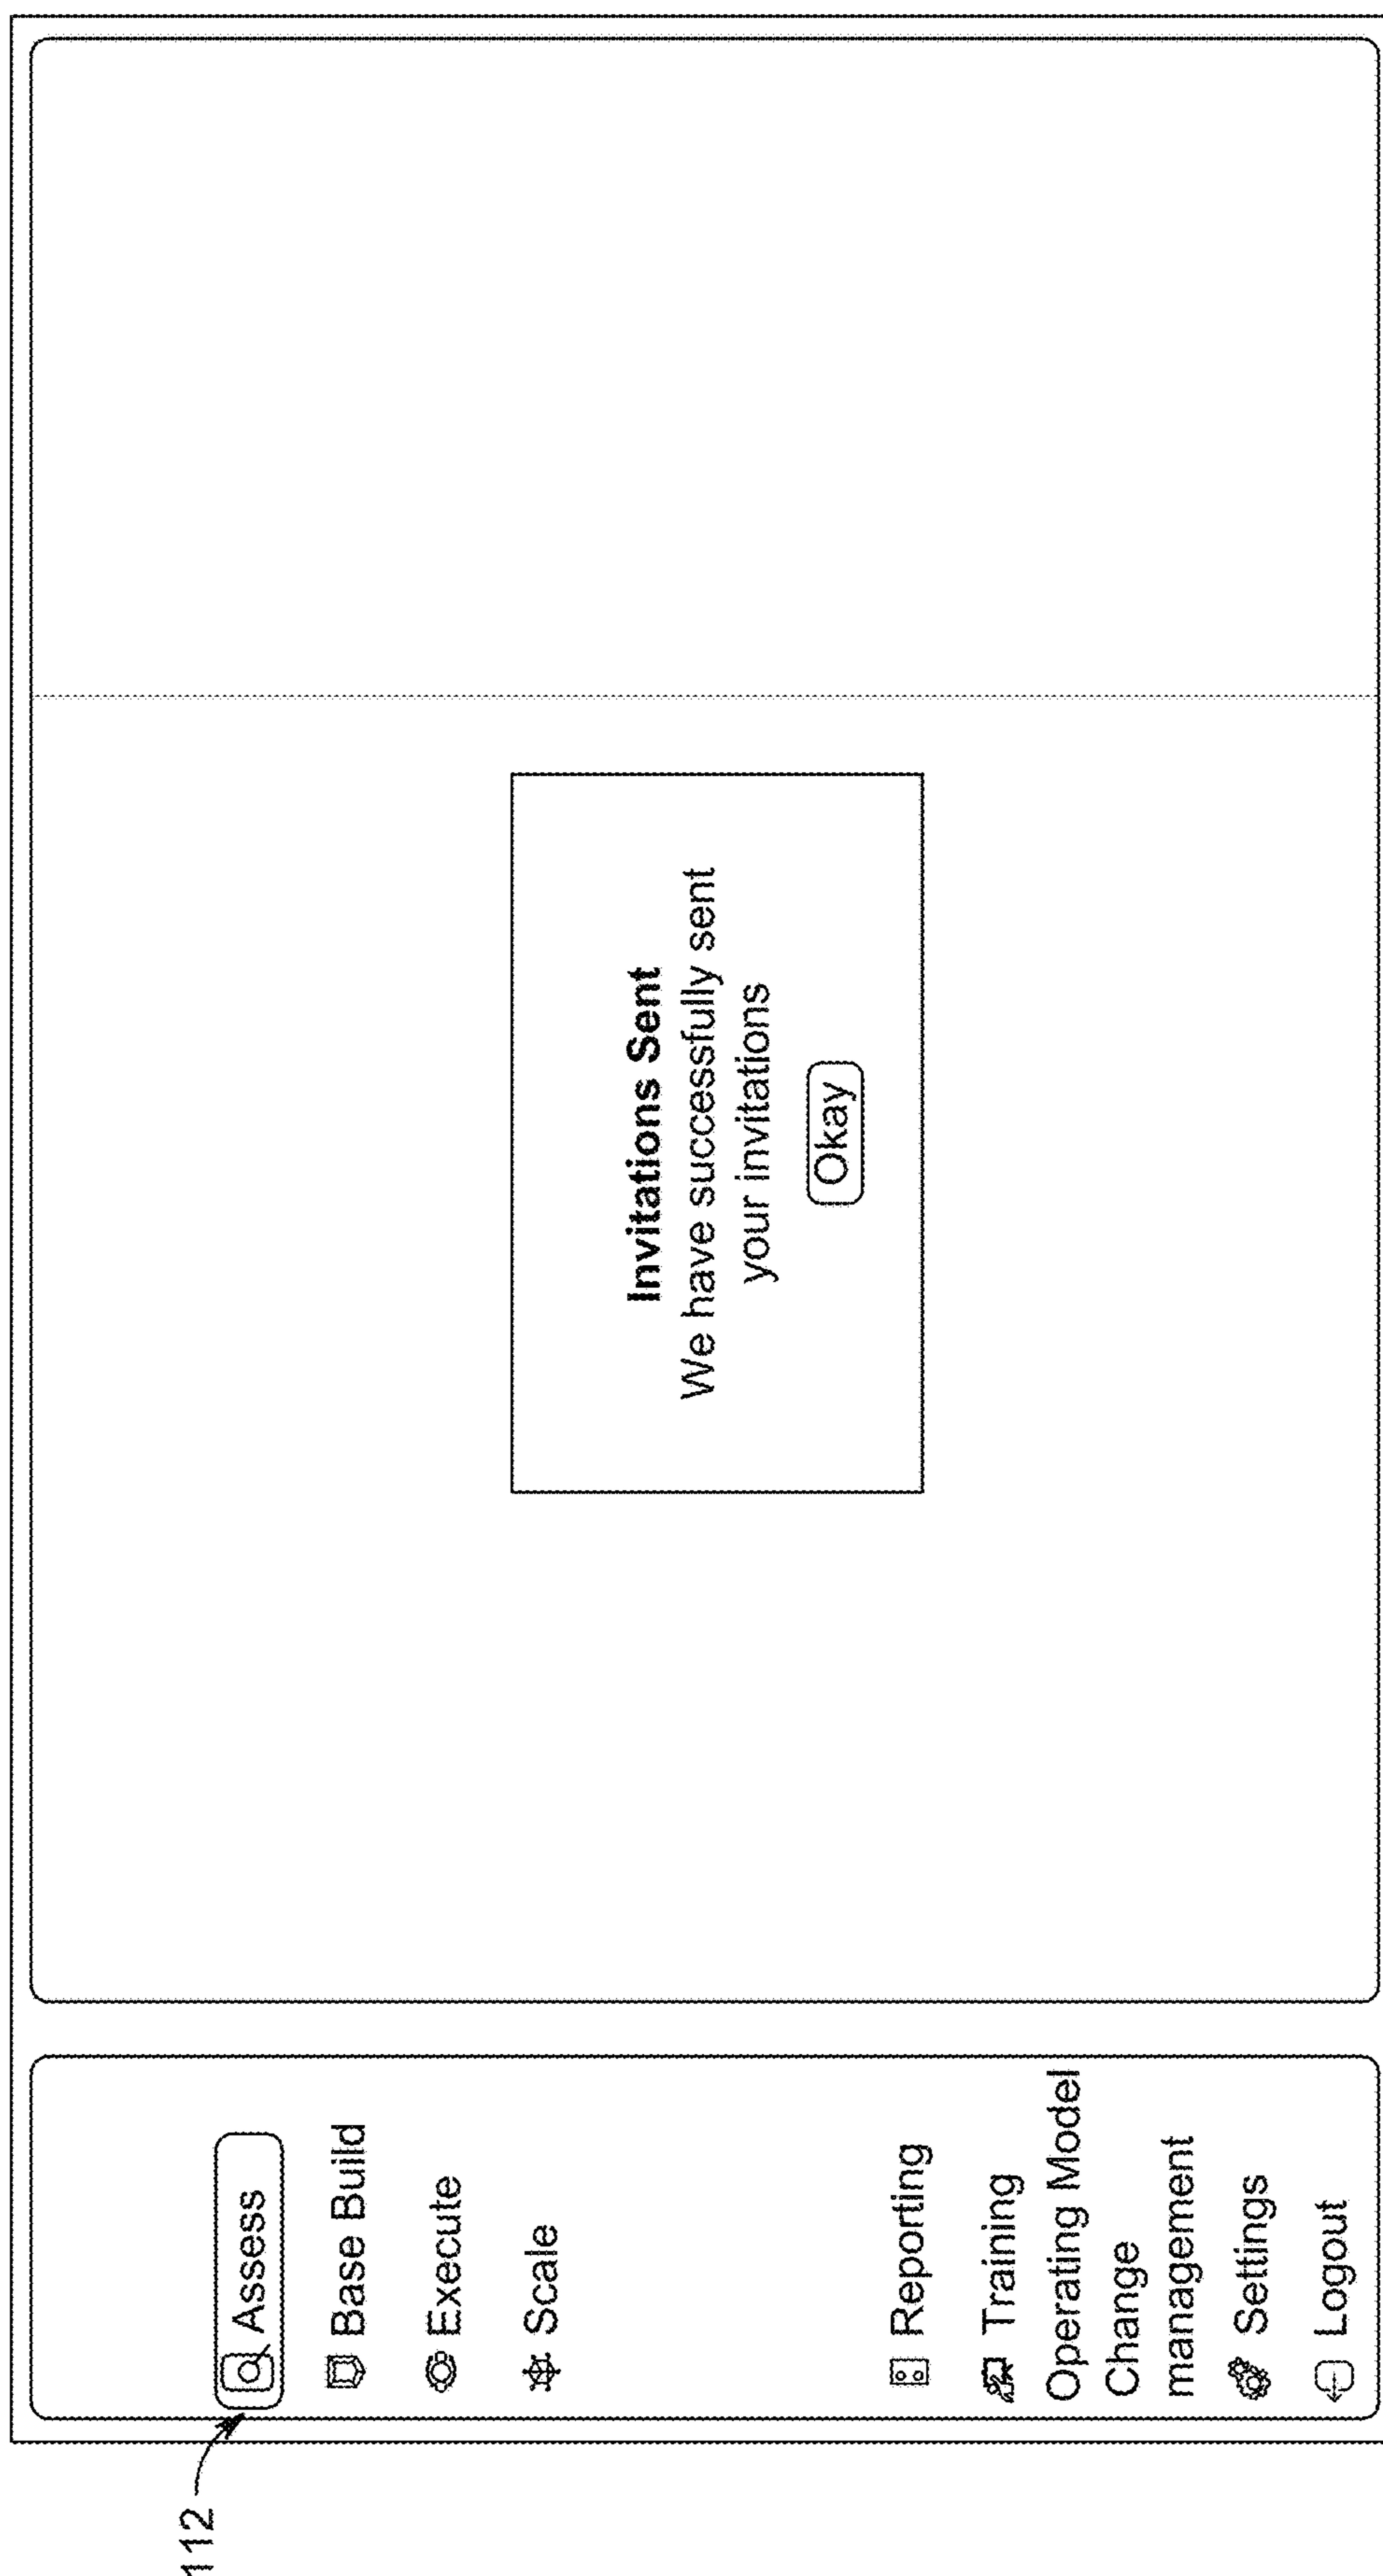 112
Assess
Base Build
Execute
Scale
Reporting
Training
Operating Model
Change
management
Settings
Logout
Invitations Sent
We have successfully sent
your invitations
Okay